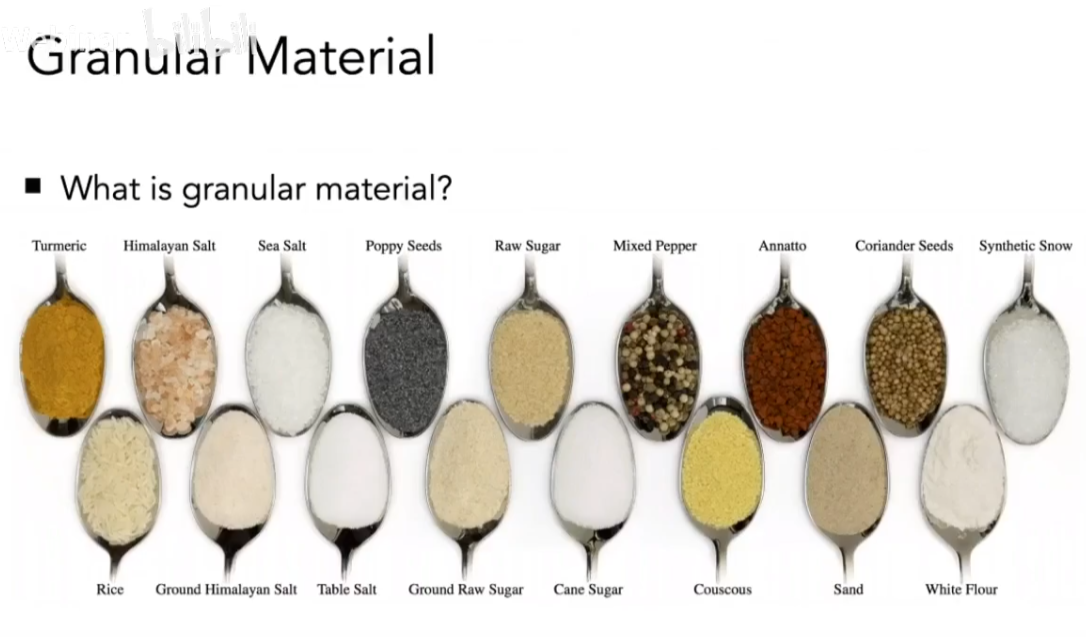 bilibili
Granular Material
■ What is granular material?
Turmeric Himalayan Salt Sea Salt Poppy Seeds Raw Sugar Mixed Pepper Annatto Coriander Seeds Synthetic Snow
Rice Ground Himalayan Salt Table Salt Ground Raw Sugar Cane Sugar Couscous Sand White Flour